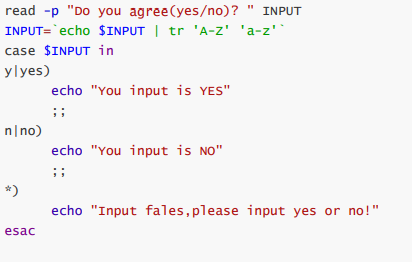 read -p "Do you agree(yes/no)? " INPUT
INPUT=`echo $INPUT | tr 'A-Z' 'a-z'`
case $INPUT in
y|yes)
echo "You input is YES"
;;
n|no)
echo "You input is NO"
;;
*)
echo "Input fales,please input yes or no!"
esac